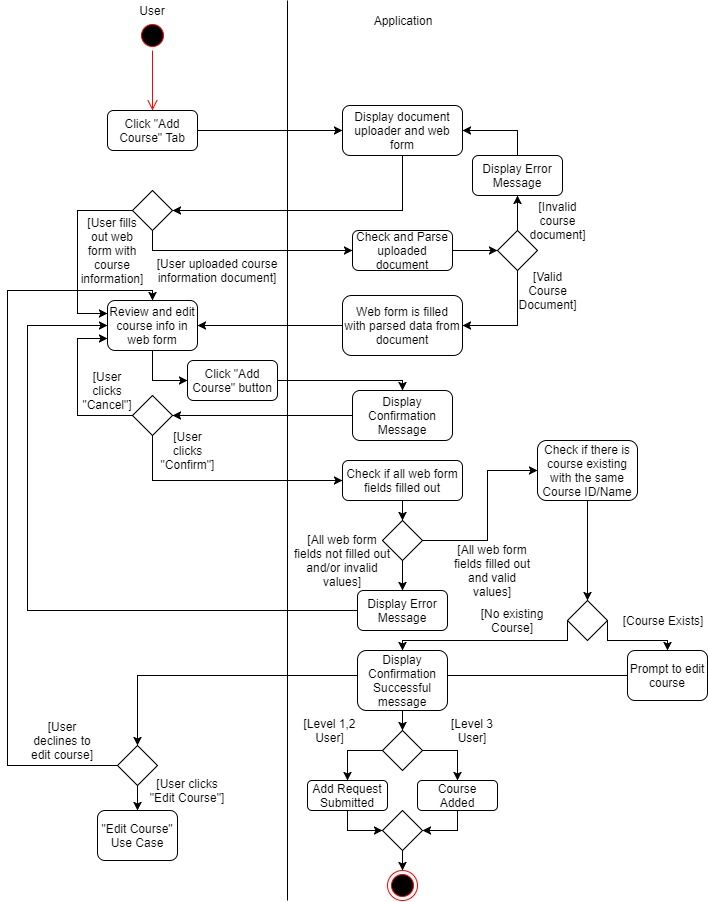 User
Application
Click "Add
Course" Tab
Display document
uploader and web
form
Display Error
Message
[Invalid
course
document]
[User fills
out web
form with
course
information]
[User uploaded course
information document]
Check and Parse
uploaded
document
[Valid
Course
Document]
Review and edit
course info in
web form
Web form is filled
with parsed data from
document
Click "Add
Course" button
[User
clicks
"Cancel"]
Display
Confirmation
Message
[User
clicks
"Confirm"]
Check if all web form
fields filled out
Check if there is
course existing
with the same
Course ID/Name
[All web form
fields not filled out
and/or invalid
values]
[All web form
fields filled out
and valid
values]
Display Error
Message
[No existing
Course]
[Course Exists]
Display
Confirmation
Successful
message
Prompt to edit
course
[User
declines to
edit course]
[Level 1,2
User]
[Level 3
User]
[User clicks
"Edit Course"]
Add Request
Submitted
Course
Added
"Edit Course"
Use Case